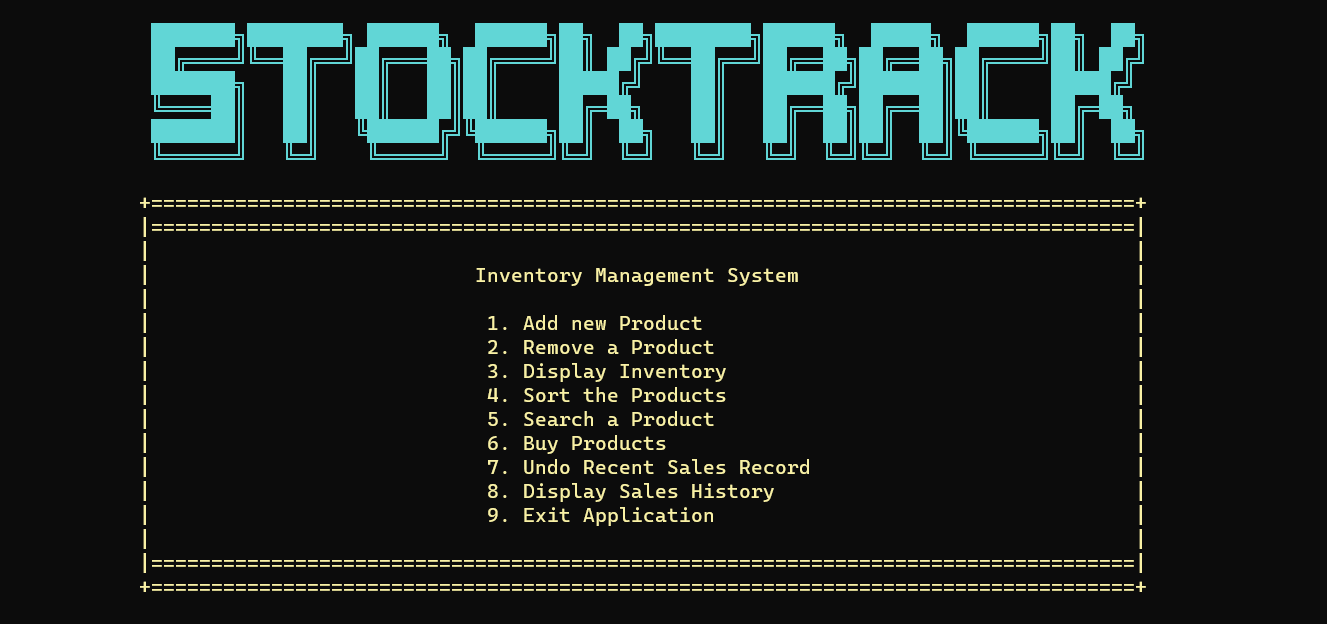 STOCKTRACK
Inventory Management System
1. Add new Product
2. Remove a Product
3. Display Inventory
4. Sort the Products
5. Search a Product
6. Buy Products
7. Undo Recent Sales Record
8. Display Sales History
9. Exit Application